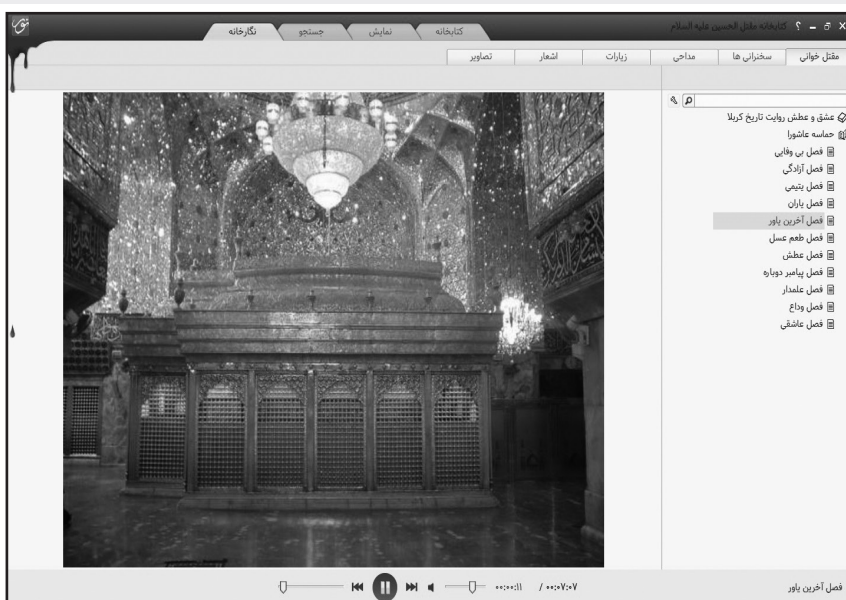 کتابخانه مقتل الحسین علیه السلام
کتابخانه
نمایش
جستجو
نگارخانه
نور
مقتل خوانی
سخنرانی ها
مداحی
زیارات
اشعار
تصاویر
عشق و عطش روایت تاریخ کربلا
حماسه عاشورا
فصل بی وفایی
فصل آزادگی
فصل یتیمی
فصل یاران
فصل آخرین یاور
فصل طعم عسل
فصل عطش
فصل پیامبر دوباره
فصل علمدار
فصل وداع
فصل عاشقی
فصل آخرین یاور
۰۰:۰۰:۱۱ / ۰۰:۰۷:۰۷